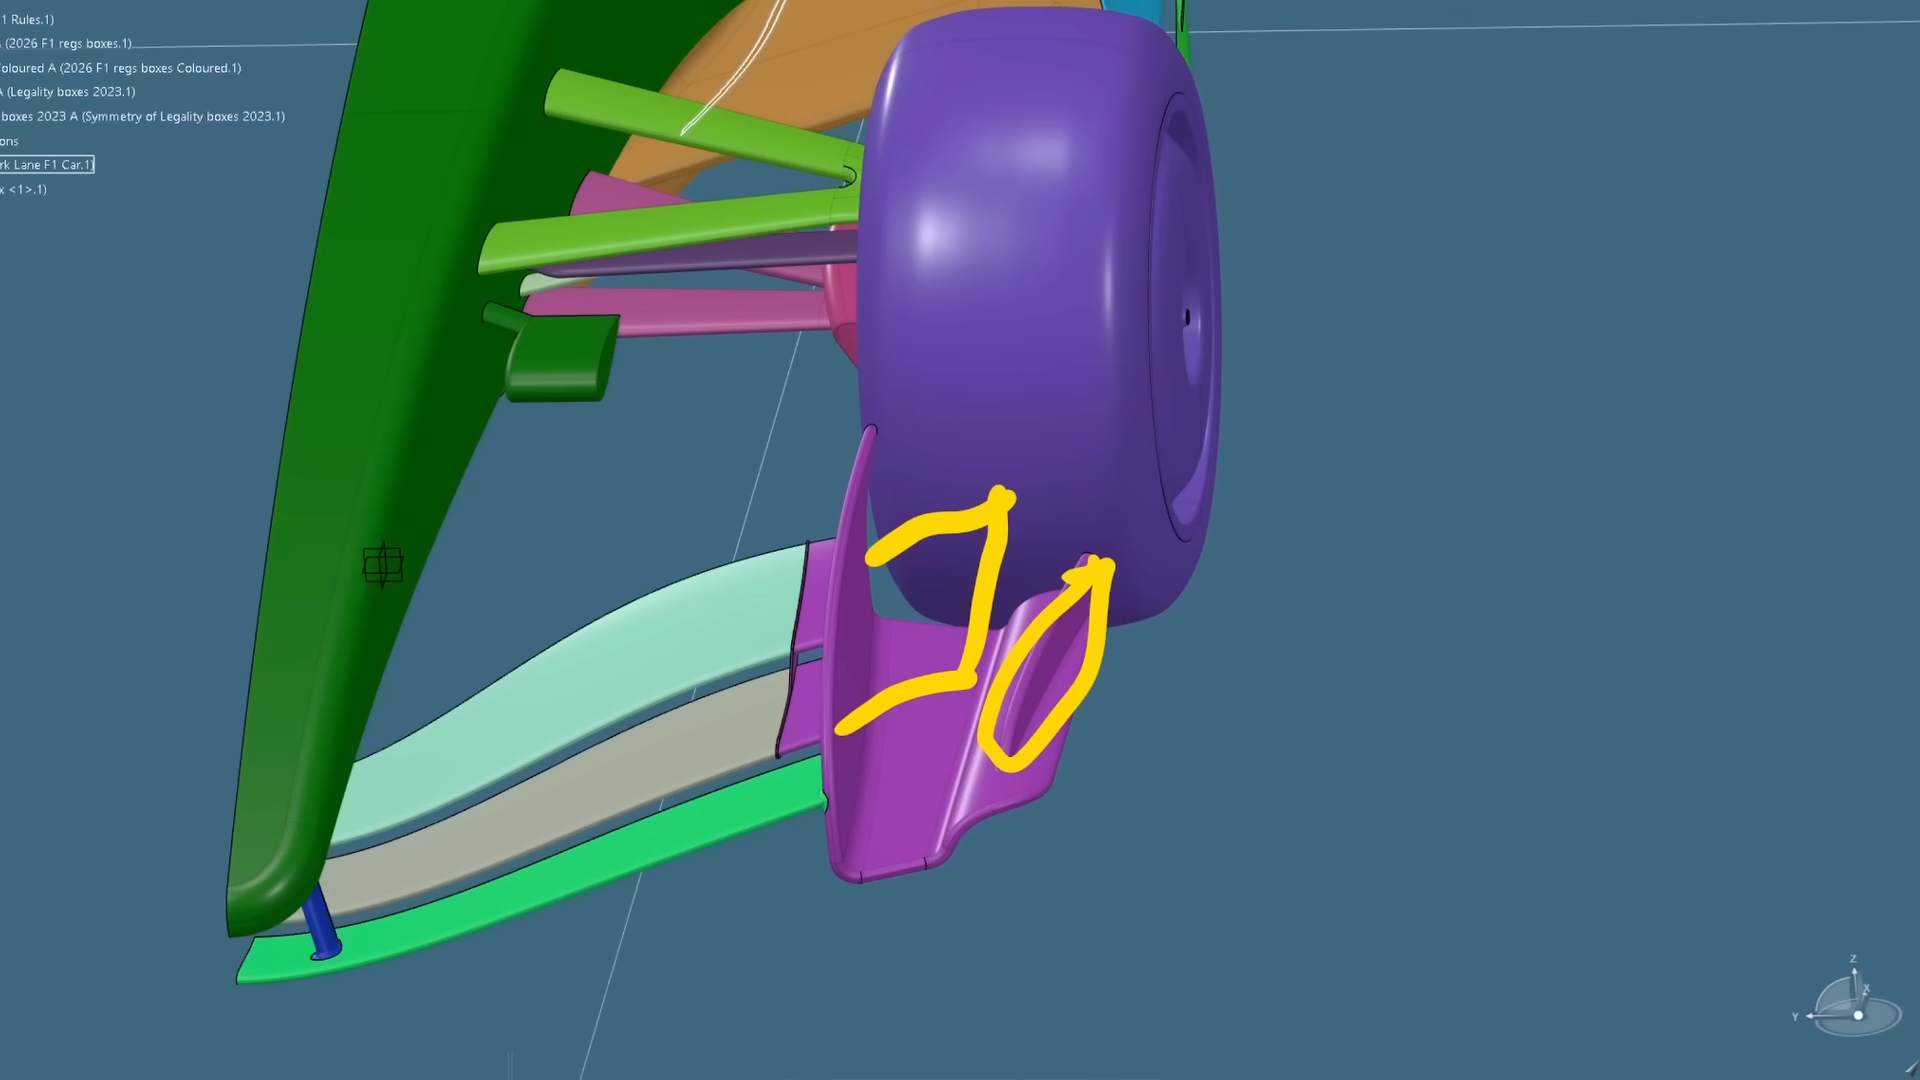 1 Rules.1)
(2026 F1 regs boxes.1)
oloured A (2026 F1 regs boxes Coloured.1)
A (Legality boxes 2023.1)
boxes 2023 A (Symmetry of Legality boxes 2023.1)
ons
rk Lane F1 Car.1)
x <1>.1)
Z
X
Y